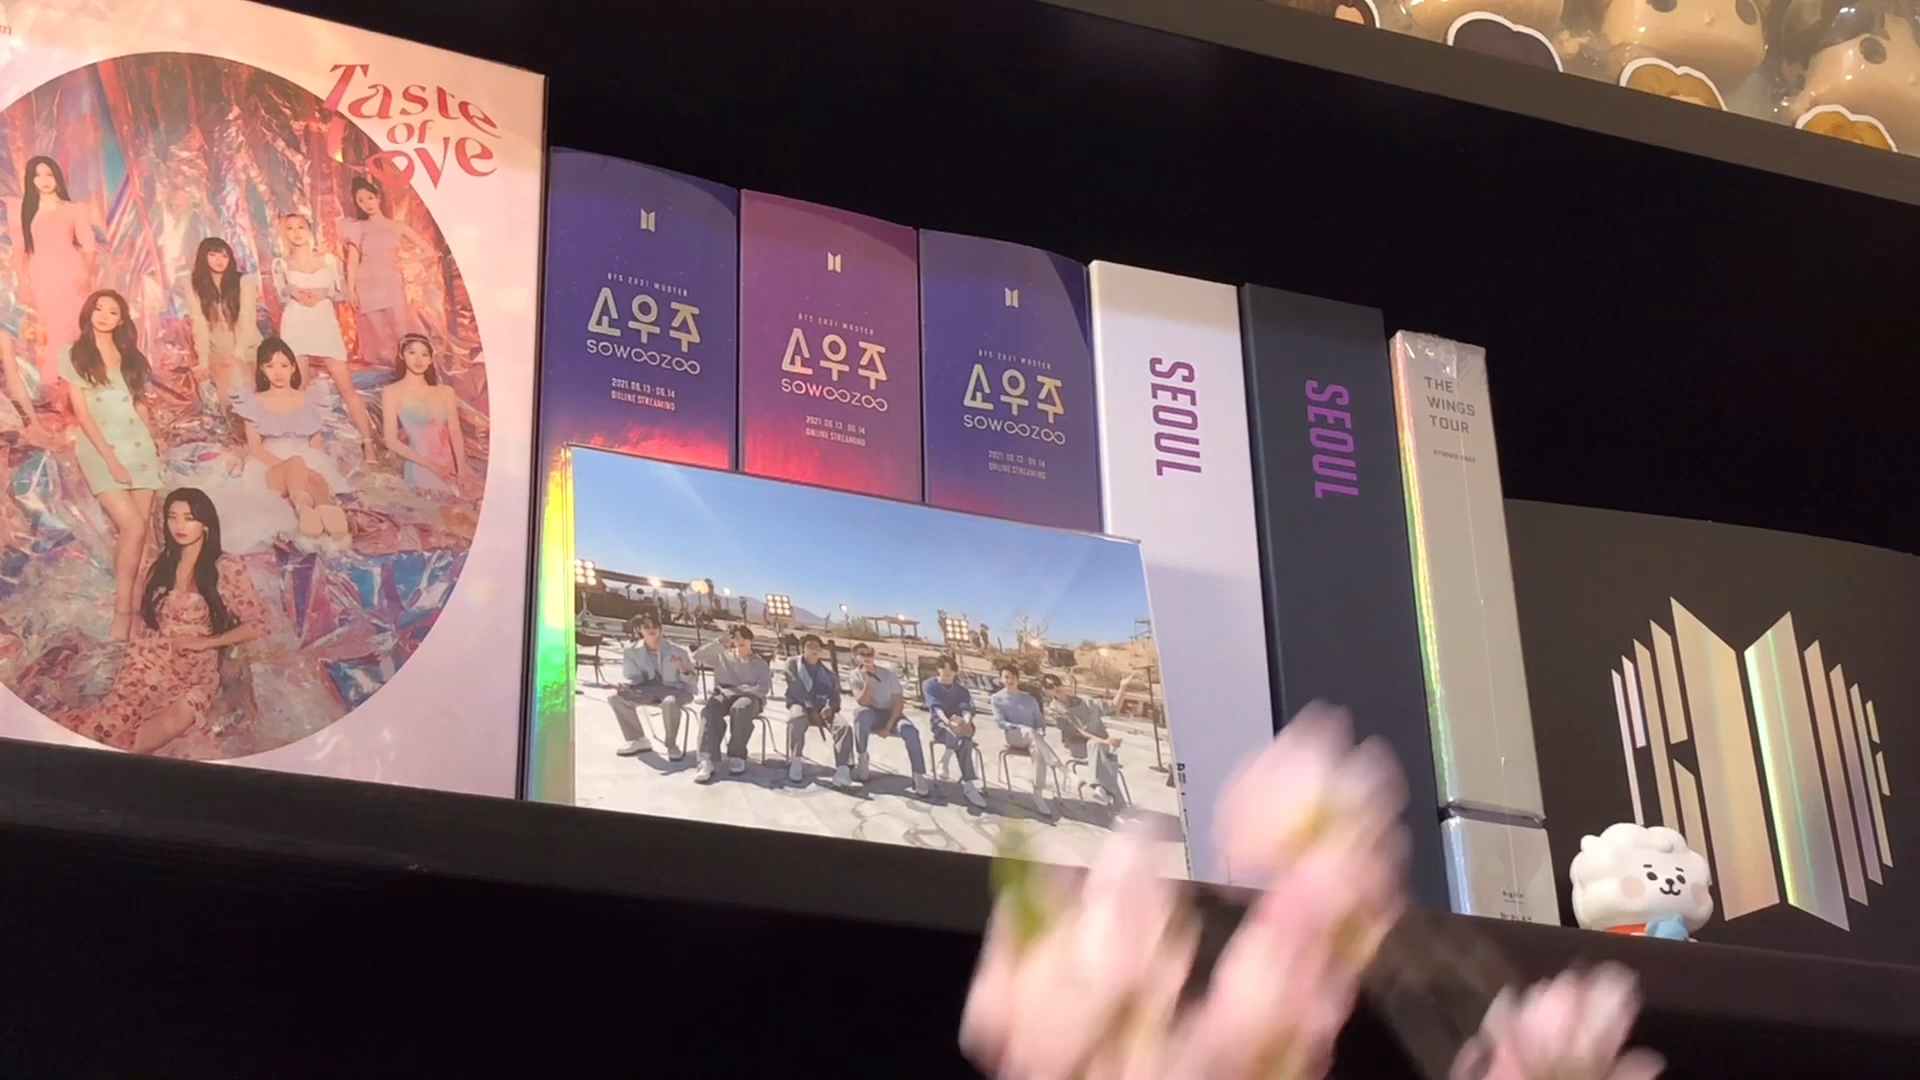 Taste
of
Love
BTS 2021 MUSTER
소우주
SOWOOZOO
2021. 06. 13 - 06. 14
ONLINE STREAMING
BTS 2021 MUSTER
소우주
SOWOOZOO
2021. 06. 13 - 06. 14
ONLINE STREAMING
BTS 2021 MUSTER
소우주
SOWOOZOO
2021. 06. 13 - 06. 14
ONLINE STREAMING
SEOUL
SEOUL
THE
WINGS
TOUR